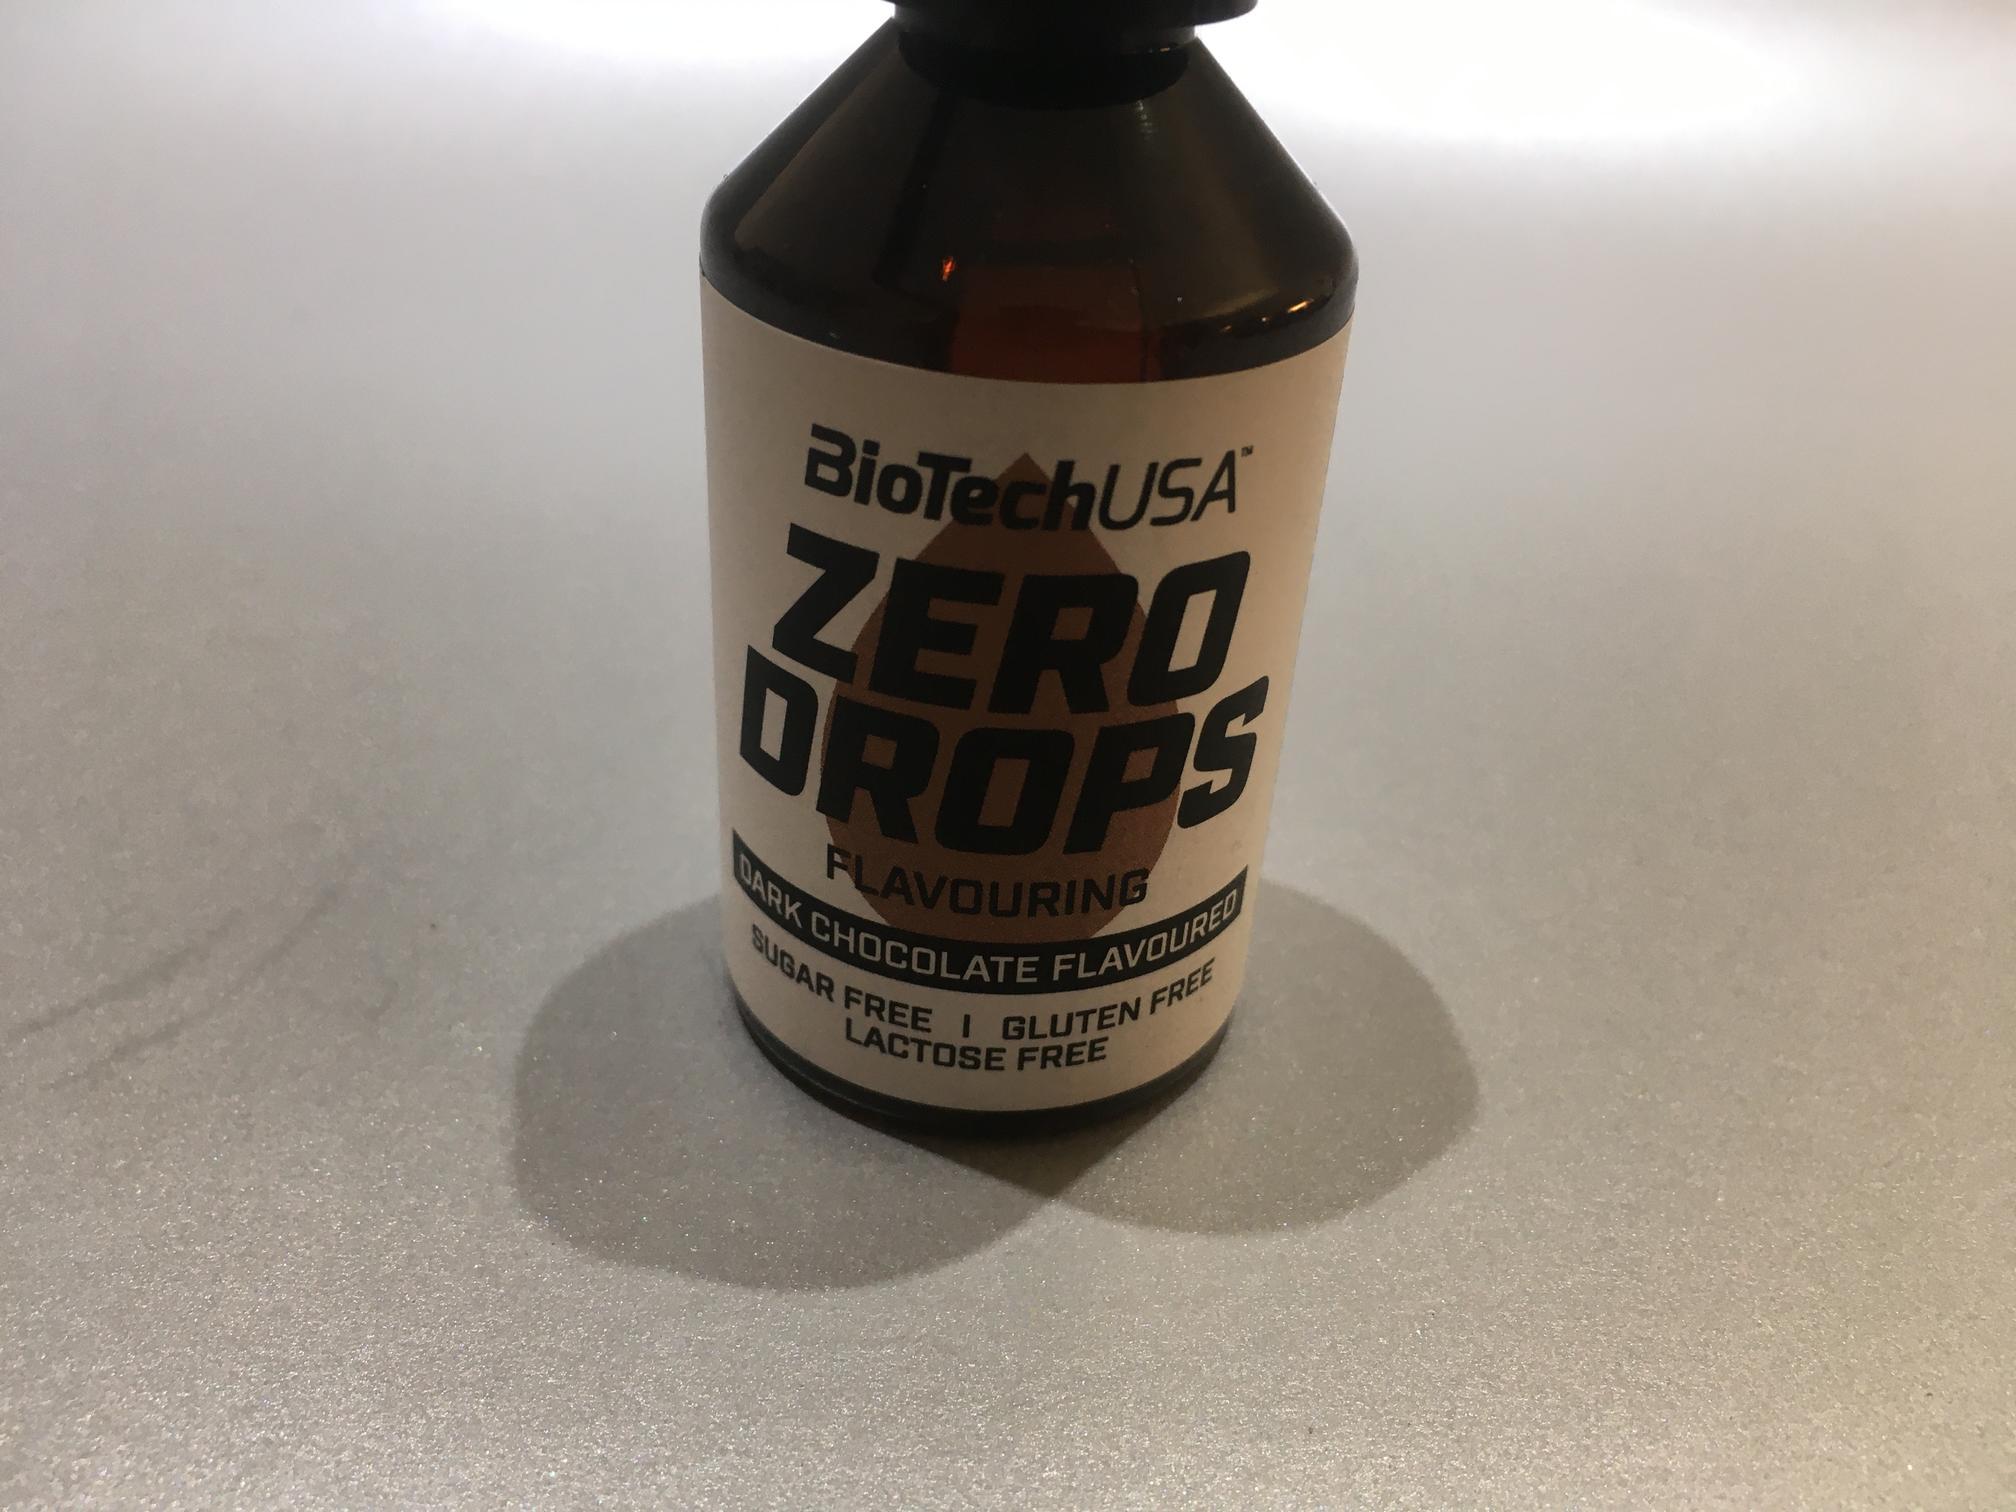 BioTechUSA™
ZERO
DROPS
FLAVOURING
DARK CHOCOLATE FLAVOURED
SUGAR FREE | GLUTEN FREE
LACTOSE FREE